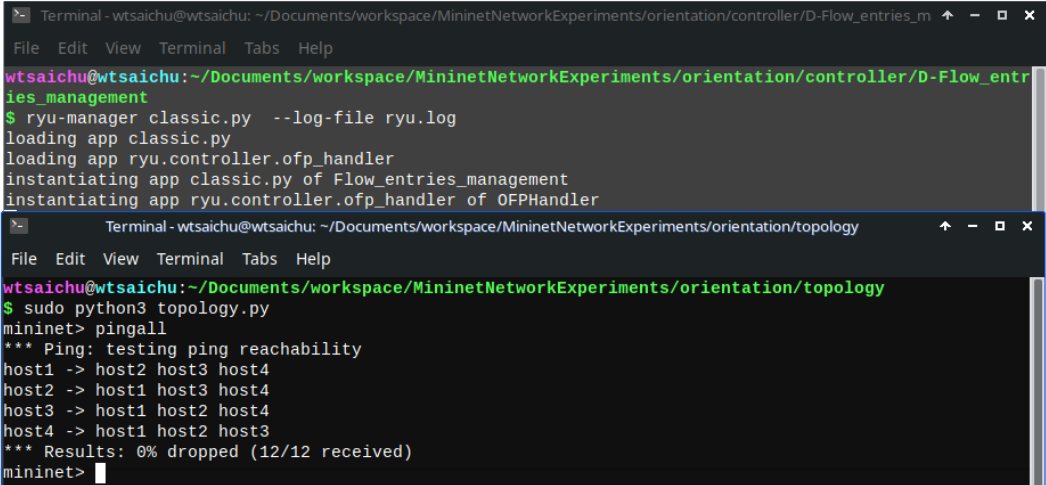 Terminal - wtsaichu@wtsaichu: ~/Documents/workspace/MininetNetworkExperiments/orientation/controller/D-Flow_entries_m
File Edit View Terminal Tabs Help
wtsaichu@wtsaichu:~/Documents/workspace/MininetNetworkExperiments/orientation/controller/D-Flow_entr
ies_management
$ ryu-manager classic.py  --log-file ryu.log
loading app classic.py
loading app ryu.controller.ofp_handler
instantiating app classic.py of Flow_entries_management
instantiating app ryu.controller.ofp_handler of OFPHandler
Terminal - wtsaichu@wtsaichu: ~/Documents/workspace/MininetNetworkExperiments/orientation/topology
File Edit View Terminal Tabs Help
wtsaichu@wtsaichu:~/Documents/workspace/MininetNetworkExperiments/orientation/topology
$ sudo python3 topology.py
mininet> pingall
*** Ping: testing ping reachability
host1 -> host2 host3 host4
host2 -> host1 host3 host4
host3 -> host1 host2 host4
host4 -> host1 host2 host3
*** Results: 0% dropped (12/12 received)
mininet>